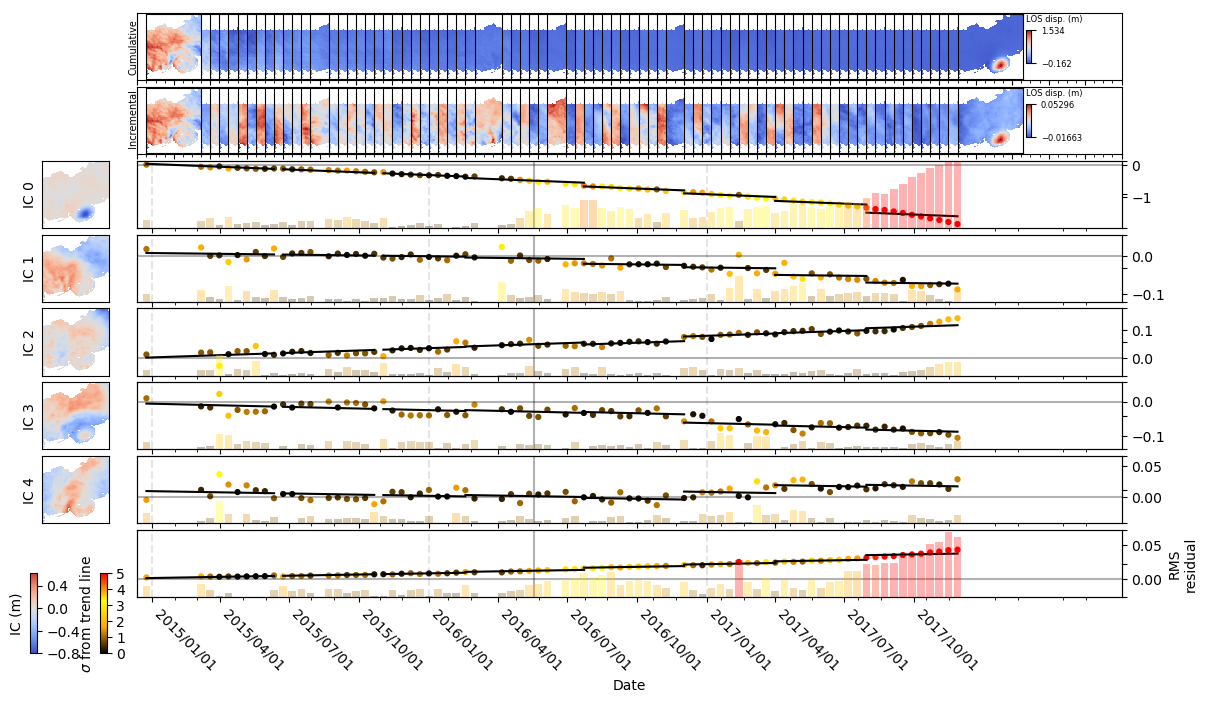 Cumulative
LOS disp. (m)
1.534
−0.162
Incremental
LOS disp. (m)
0.05296
−0.01663
IC 0
0
−1
IC 1
0.0
−0.1
IC 2
0.1
0.0
IC 3
0.0
−0.1
IC 4
0.05
0.00
0.05
0.00
RMS
residual
IC (m)
0.4
0.0
−0.4
−0.8
σ from trend line
5
4
3
2
1
0
2015/01/01
2015/04/01
2015/07/01
2015/10/01
2016/01/01
2016/04/01
2016/07/01
2016/10/01
2017/01/01
2017/04/01
2017/07/01
2017/10/01
Date